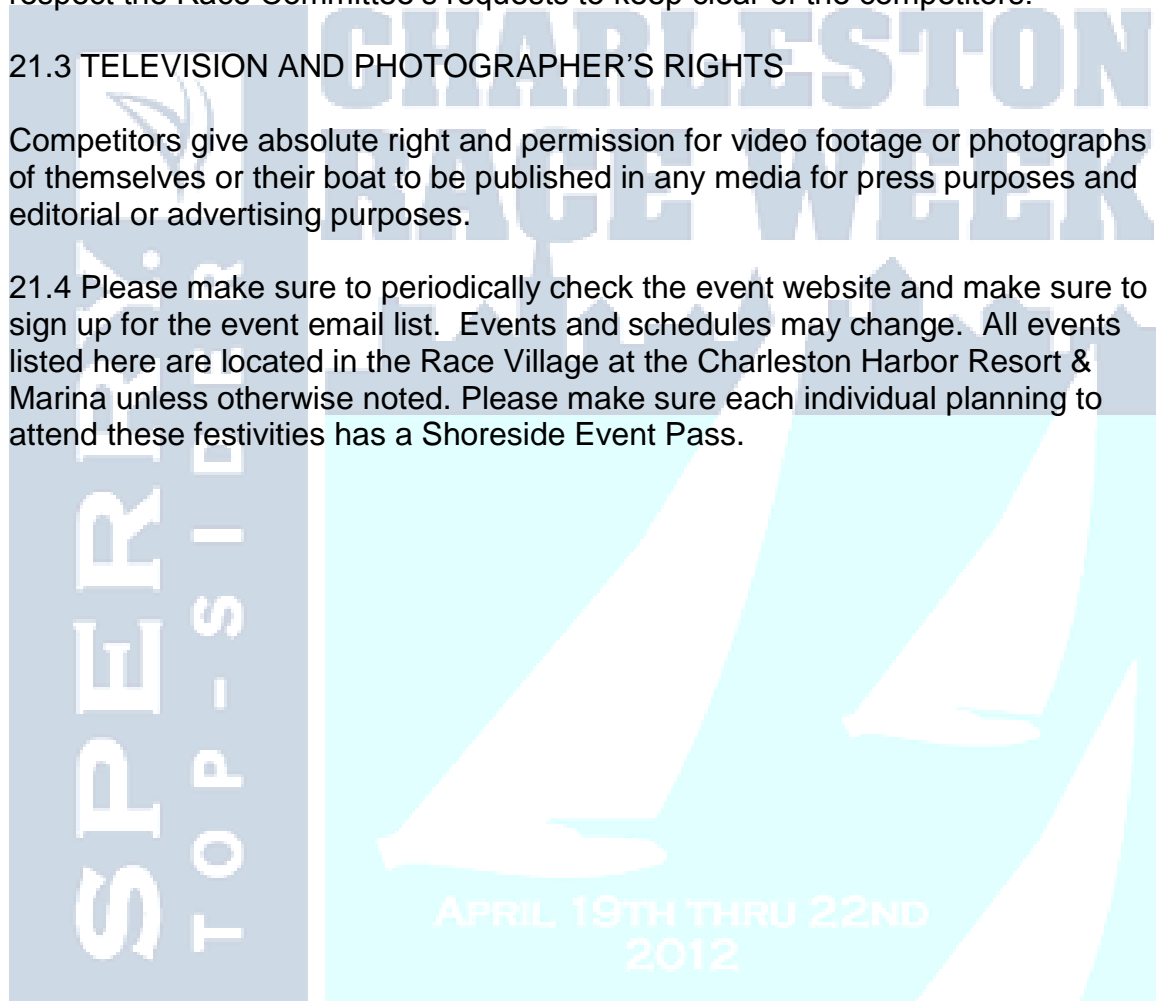 respect the Race Committee's requests to keep clear of the competitors.
21.3 TELEVISION AND PHOTOGRAPHER'S RIGHTS
Competitors give absolute right and permission for video footage or photographs
of themselves or their boat to be published in any media for press purposes and
editorial or advertising purposes.
21.4 Please make sure to periodically check the event website and make sure to
sign up for the event email list.  Events and schedules may change.  All events
listed here are located in the Race Village at the Charleston Harbor Resort &
Marina unless otherwise noted. Please make sure each individual planning to
attend these festivities has a Shoreside Event Pass.
CHARLESTON
RACE WEEK
SPERRY.
TOP-SIDER
APRIL 19TH THRU 22ND
2012